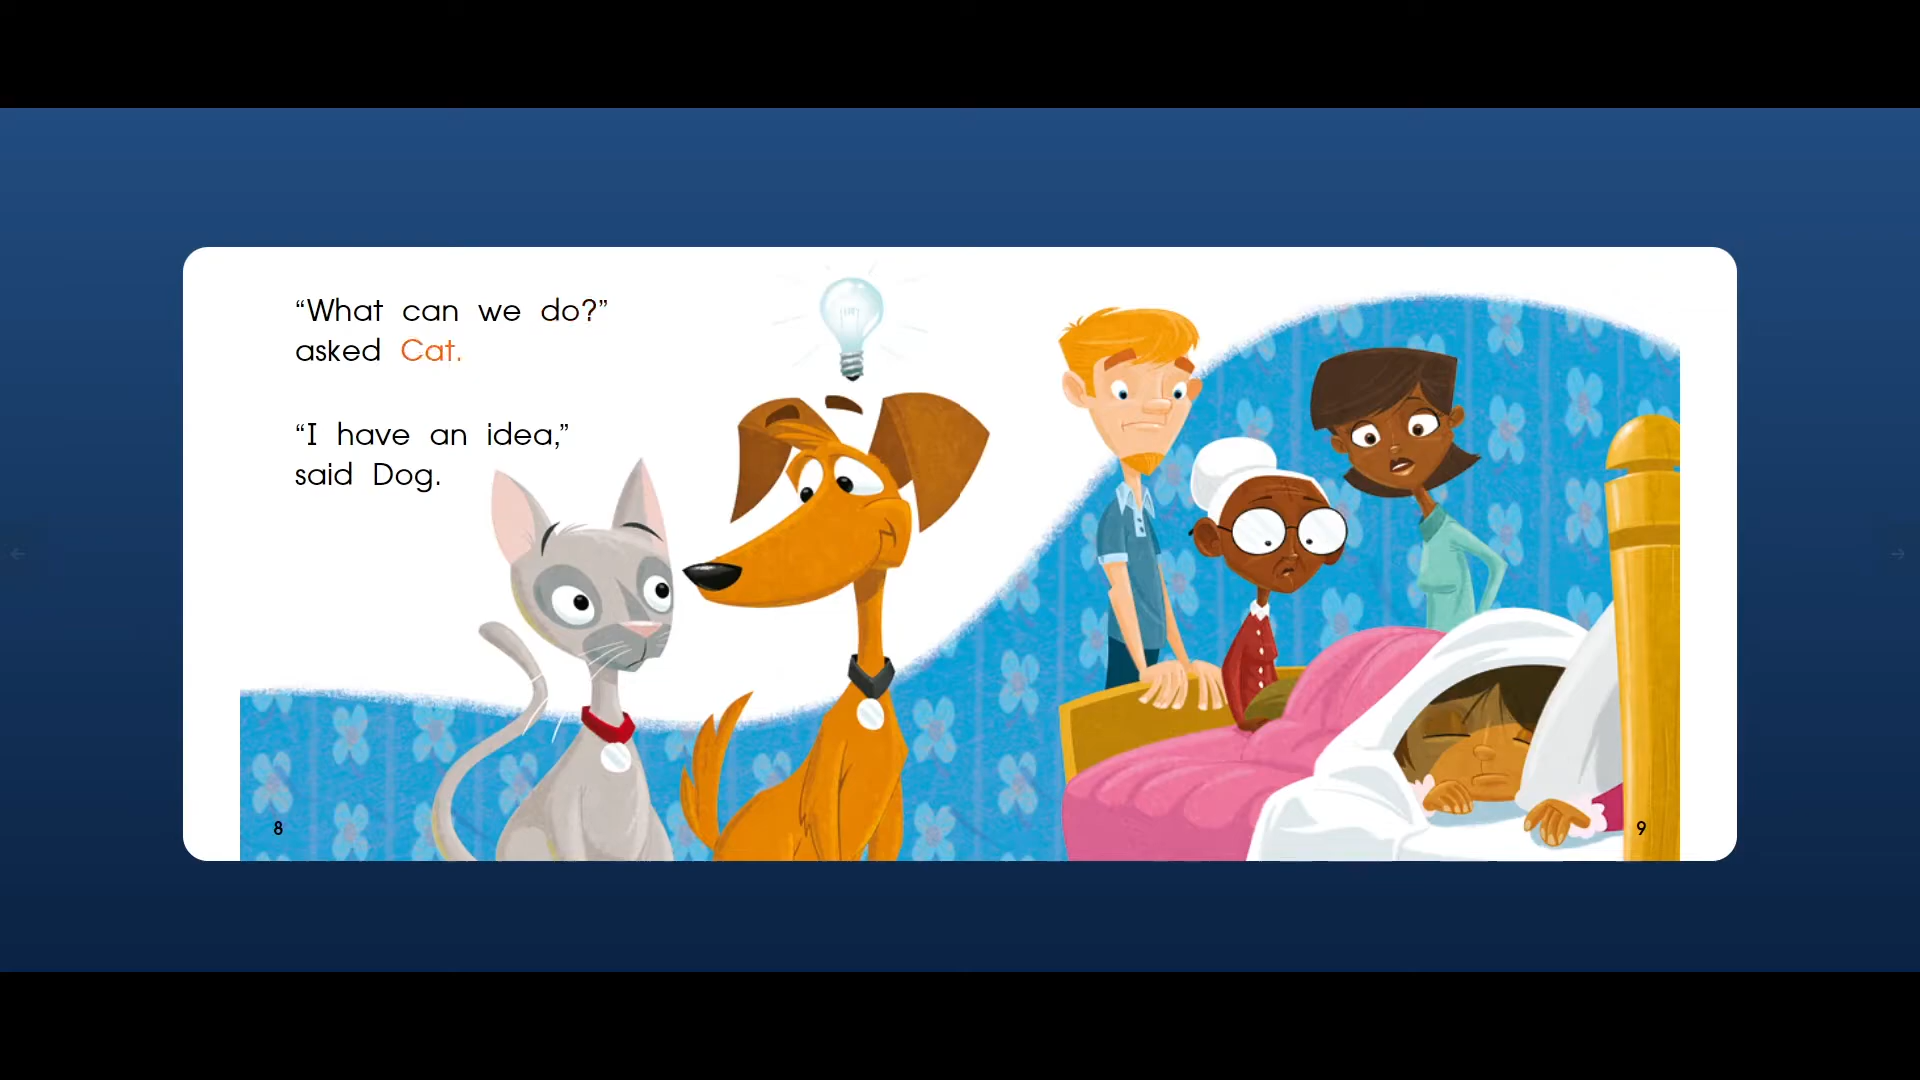 “What can we do?”
asked Cat.
“I have an idea,”
said Dog.
8
9